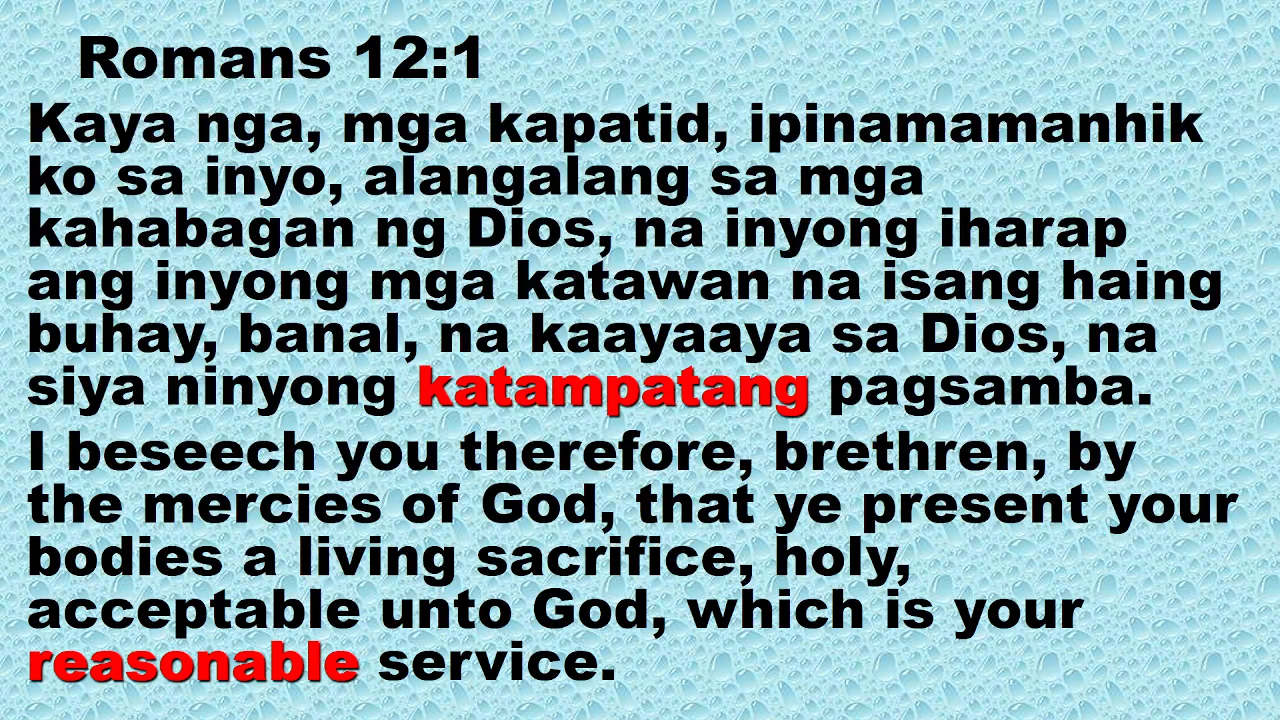 Romans 12:1
Kaya nga, mga kapatid, ipinamamanhik
ko sa inyo, alangalang sa mga
kahabagan ng Dios, na inyong iharap
ang inyong mga katawan na isang haing
buhay, banal, na kaayaaya sa Dios, na
siya ninyong katampatang pagsamba.
I beseech you therefore, brethren, by
the mercies of God, that ye present your
bodies a living sacrifice, holy,
acceptable unto God, which is your
reasonable service.